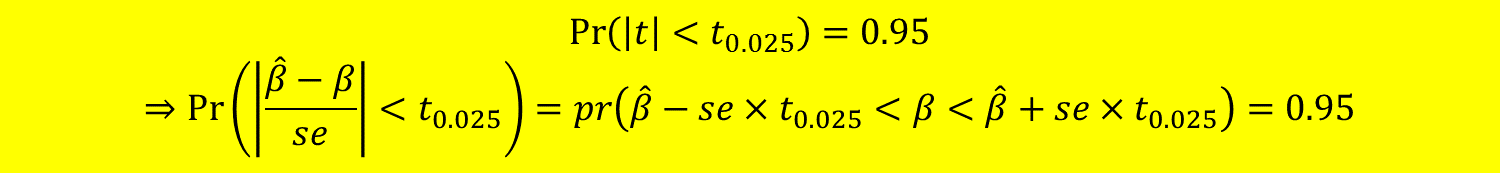 Pr(|t| < t₀.₀₂₅) = 0.95
⇒ Pr(|(β̂ − β)/se| < t₀.₀₂₅) = pr(β̂ − se × t₀.₀₂₅ < β < β̂ + se × t₀.₀₂₅) = 0.95